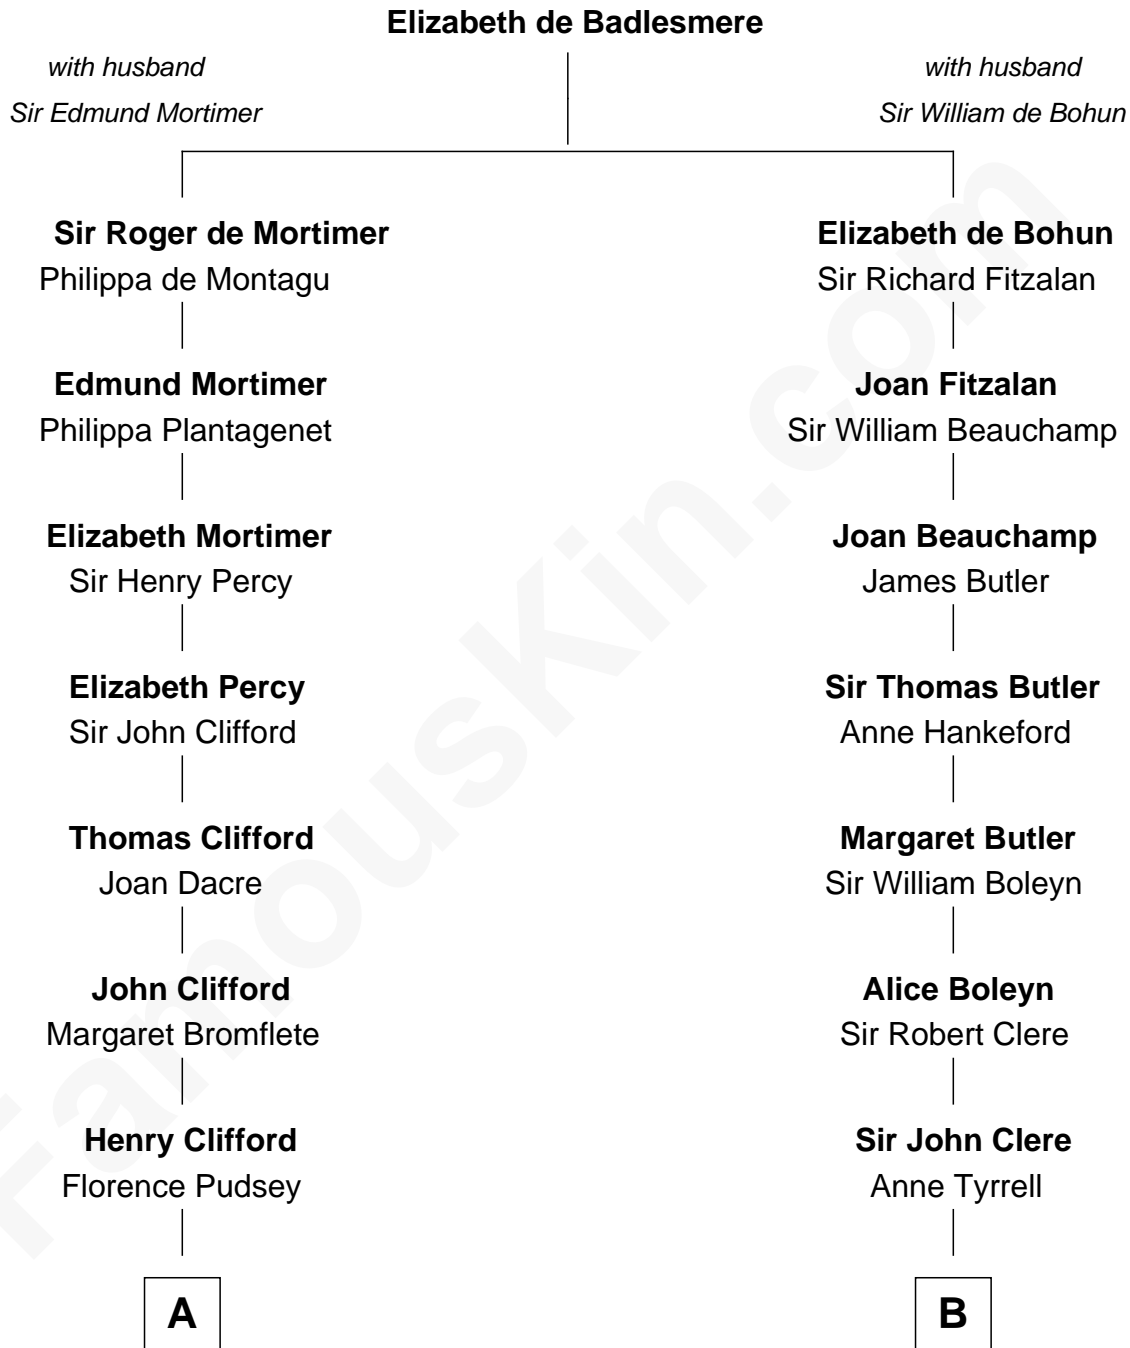 Elizabeth de Badlesmere
with husband
Sir Edmund Mortimer
with husband
Sir William de Bohun
Sir Roger de Mortimer
Philippa de Montagu
Elizabeth de Bohun
Sir Richard Fitzalan
Edmund Mortimer
Philippa Plantagenet
Joan Fitzalan
Sir William Beauchamp
Elizabeth Mortimer
Sir Henry Percy
Joan Beauchamp
James Butler
Elizabeth Percy
Sir John Clifford
Sir Thomas Butler
Anne Hankeford
Thomas Clifford
Joan Dacre
Margaret Butler
Sir William Boleyn
John Clifford
Margaret Bromflete
Alice Boleyn
Sir Robert Clere
Henry Clifford
Florence Pudsey
Sir John Clere
Anne Tyrrell
A
B
FamousKin.com